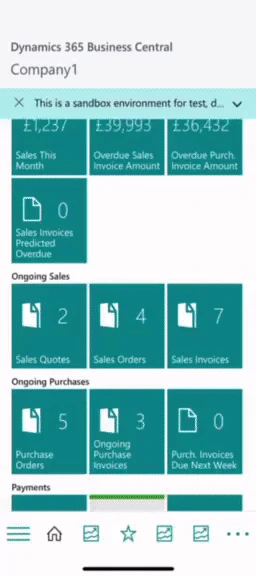 Dynamics 365 Business Central
Company1
This is a sandbox environment for test, d...
£1,237
£39,993
£36,432
Sales This
Month
Overdue Sales
Invoice Amount
Overdue Purch.
Invoice Amount
0
Sales Invoices
Predicted
Overdue
Ongoing Sales
2
4
7
Sales Quotes
Sales Orders
Sales Invoices
Ongoing Purchases
5
3
0
Purchase
Orders
Ongoing
Purchase
Invoices
Purch. Invoices
Due Next Week
Payments